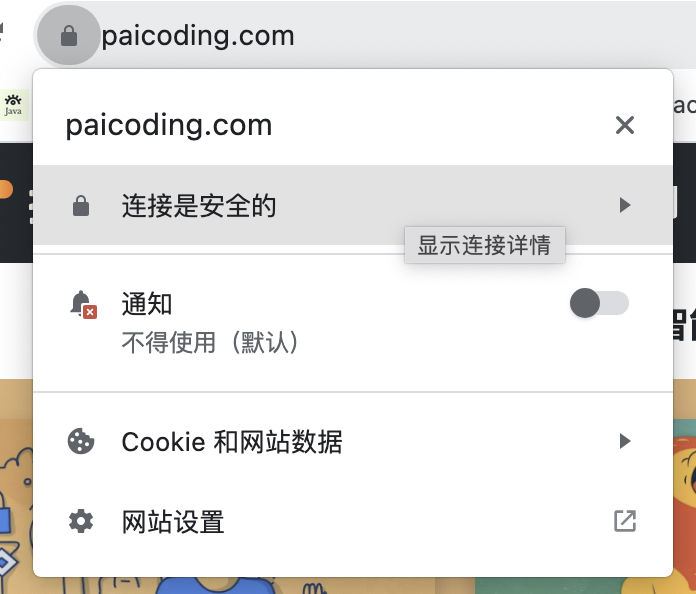 paicoding.com
Java
paicoding.com
连接是安全的
显示连接详情
通知
不得使用（默认）
Cookie 和网站数据
网站设置